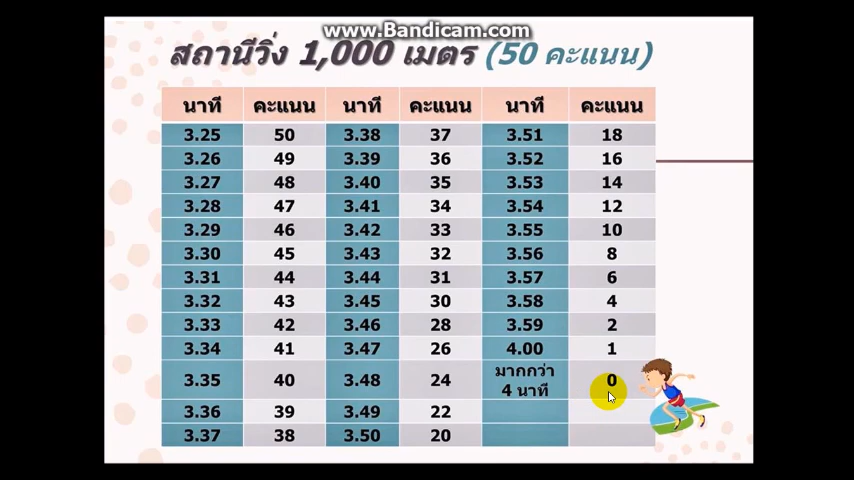 www.Bandicam.com
สถานีวิ่ง 1,000 เมตร (50 คะแนน)
นาที คะแนน นาที คะแนน นาที คะแนน
3.25 50 3.38 37 3.51 18
3.26 49 3.39 36 3.52 16
3.27 48 3.40 35 3.53 14
3.28 47 3.41 34 3.54 12
3.29 46 3.42 33 3.55 10
3.30 45 3.43 32 3.56 8
3.31 44 3.44 31 3.57 6
3.32 43 3.45 30 3.58 4
3.33 42 3.46 28 3.59 2
3.34 41 3.47 26 4.00 1
3.35 40 3.48 24 มากกว่า 4 นาที 0
3.36 39 3.49 22
3.37 38 3.50 20